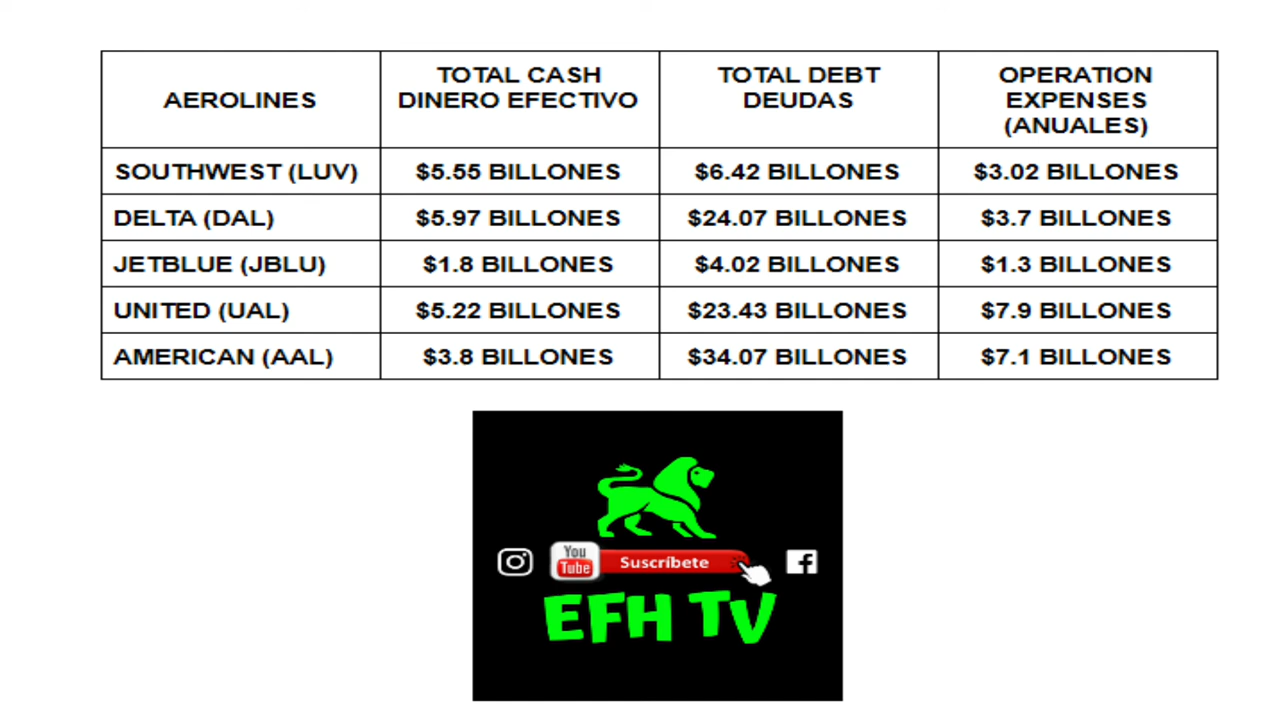 AEROLINES
TOTAL CASH
DINERO EFECTIVO
TOTAL DEBT
DEUDAS
OPERATION
EXPENSES
(ANUALES)
SOUTHWEST (LUV) $5.55 BILLONES $6.42 BILLONES $3.02 BILLONES
DELTA (DAL) $5.97 BILLONES $24.07 BILLONES $3.7 BILLONES
JETBLUE (JBLU) $1.8 BILLONES $4.02 BILLONES $1.3 BILLONES
UNITED (UAL) $5.22 BILLONES $23.43 BILLONES $7.9 BILLONES
AMERICAN (AAL) $3.8 BILLONES $34.07 BILLONES $7.1 BILLONES
You
Tube
Suscríbete
EFH TV